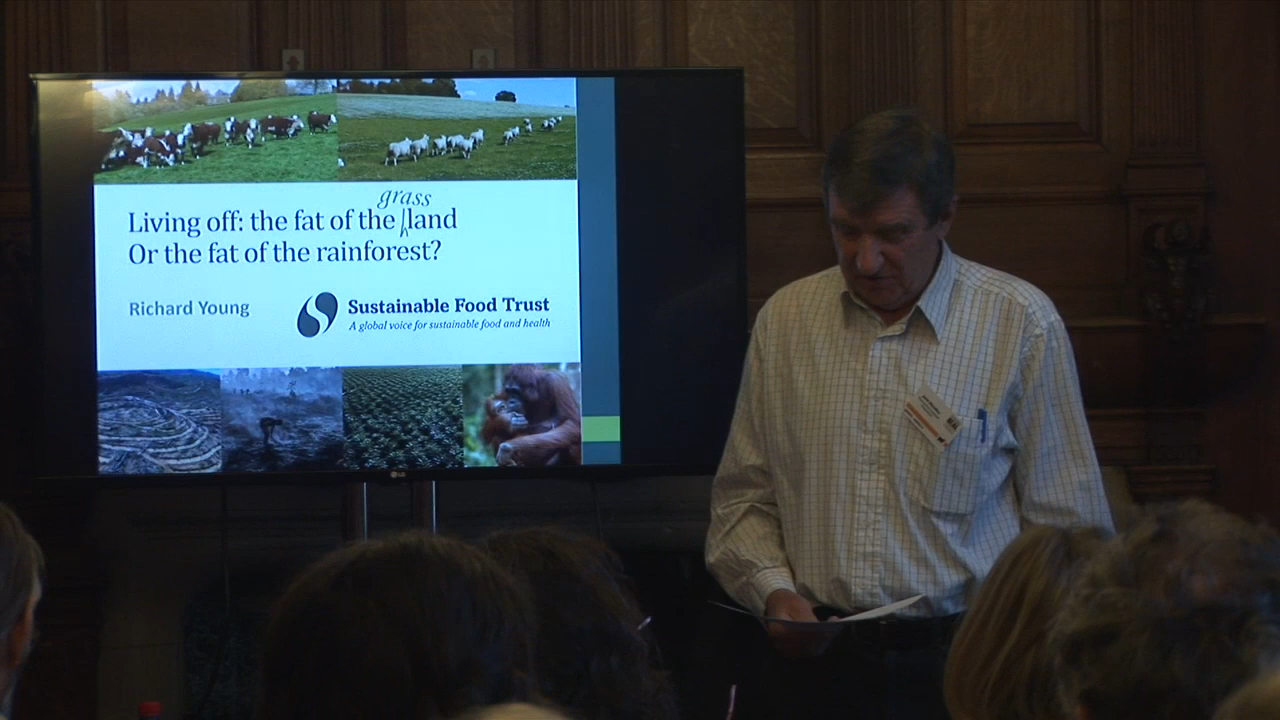 grass
Living off: the fat of the land
Or the fat of the rainforest?
Richard Young
Sustainable Food Trust
A global voice for sustainable food and health
LG